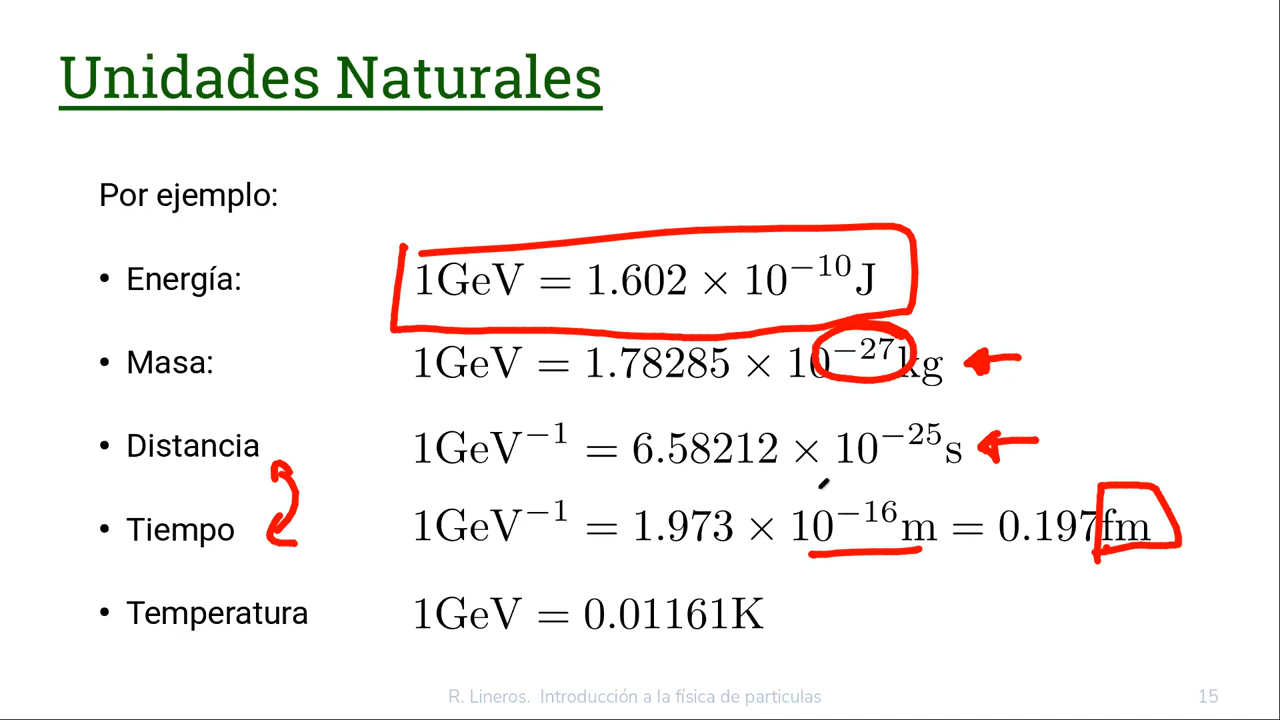 Unidades Naturales
Por ejemplo:
• Energía: 1GeV = 1.602 × 10⁻¹⁰J
• Masa: 1GeV = 1.78285 × 10⁻²⁷kg
• Distancia 1GeV⁻¹ = 6.58212 × 10⁻²⁵s
• Tiempo 1GeV⁻¹ = 1.973 × 10⁻¹⁶m = 0.197fm
• Temperatura 1GeV = 0.01161K
R. Lineros. Introducción a la física de particulas 15